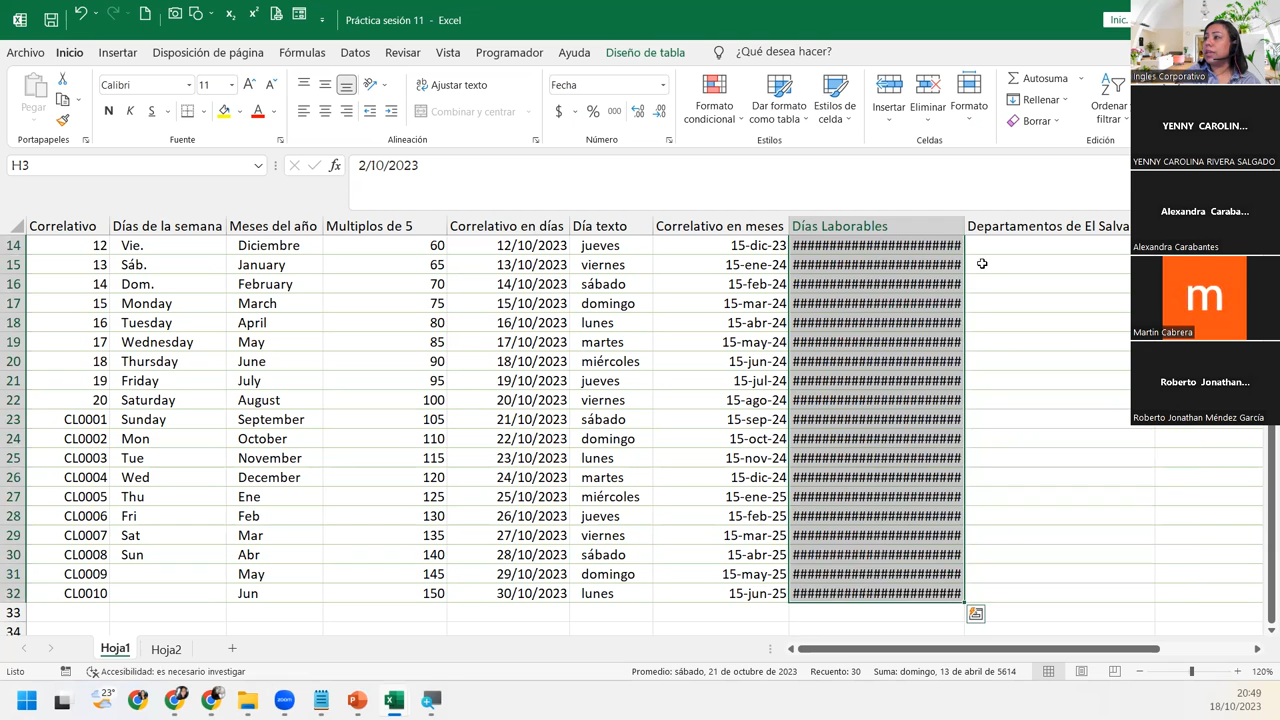 Práctica sesión 11 - Excel
Inic.
Archivo Inicio Insertar Disposición de página Fórmulas Datos Revisar Vista Programador Ayuda Diseño de tabla ¿Qué desea hacer?
Pegar
Portapapeles
Calibri 11
N K S
Fuente
Ajustar texto
Combinar y centrar
Alineación
Fecha
$ % 000
Número
Formato condicional
Dar formato como tabla
Estilos de celda
Estilos
Insertar Eliminar Formato
Celdas
Autosuma
Rellenar
Borrar
Ordenar y filtrar
Edición
H3 fx 2/10/2023
Correlativo Días de la semana Meses del año Multiplos de 5 Correlativo en días Día texto Correlativo en meses Días Laborables Departamentos de El Salva
14 12 Vie. Diciembre 60 12/10/2023 jueves 15-dic-23 #######################
15 13 Sáb. January 65 13/10/2023 viernes 15-ene-24 #######################
16 14 Dom. February 70 14/10/2023 sábado 15-feb-24 #######################
17 15 Monday March 75 15/10/2023 domingo 15-mar-24 #######################
18 16 Tuesday April 80 16/10/2023 lunes 15-abr-24 #######################
19 17 Wednesday May 85 17/10/2023 martes 15-may-24 #######################
20 18 Thursday June 90 18/10/2023 miércoles 15-jun-24 #######################
21 19 Friday July 95 19/10/2023 jueves 15-jul-24 #######################
22 20 Saturday August 100 20/10/2023 viernes 15-ago-24 #######################
23 CL0001 Sunday September 105 21/10/2023 sábado 15-sep-24 #######################
24 CL0002 Mon October 110 22/10/2023 domingo 15-oct-24 #######################
25 CL0003 Tue November 115 23/10/2023 lunes 15-nov-24 #######################
26 CL0004 Wed December 120 24/10/2023 martes 15-dic-24 #######################
27 CL0005 Thu Ene 125 25/10/2023 miércoles 15-ene-25 #######################
28 CL0006 Fri Feb 130 26/10/2023 jueves 15-feb-25 #######################
29 CL0007 Sat Mar 135 27/10/2023 viernes 15-mar-25 #######################
30 CL0008 Sun Abr 140 28/10/2023 sábado 15-abr-25 #######################
31 CL0009 May 145 29/10/2023 domingo 15-may-25 #######################
32 CL0010 Jun 150 30/10/2023 lunes 15-jun-25 #######################
33
34
Hoja1 Hoja2
Listo Accesibilidad: es necesario investigar Promedio: sábado, 21 de octubre de 2023 Recuento: 30 Suma: domingo, 13 de abril de 5614 120%
23°
20:49
18/10/2023
Ingles Corporativo
YENNY CAROLIN...
YENNY CAROLINA RIVERA SALGADO
Alexandra Caraba...
Alexandra Carabantes
m
Martin Cabrera
Roberto Jonathan...
Roberto Jonathan Méndez García